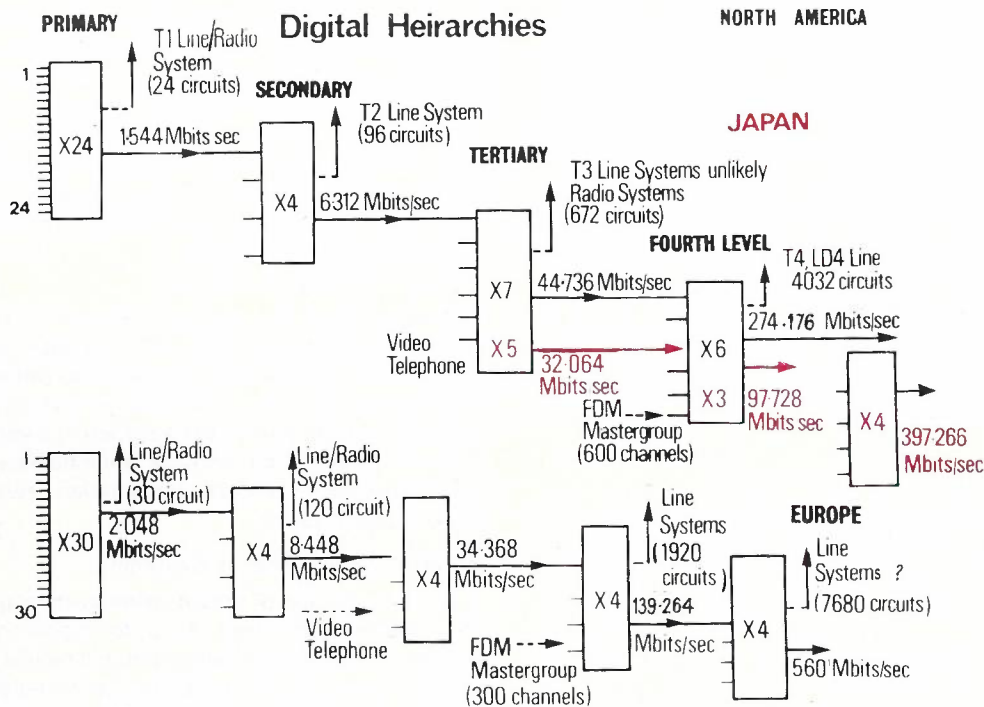 Digital Heirarchies
NORTH AMERICA
PRIMARY
1
24
X24
T1 Line/Radio
System
(24 circuits)
1·544 Mbits sec
SECONDARY
X4
T2 Line System
(96 circuits)
6312 Mbits/sec
JAPAN
TERTIARY
X7
X5
T3 Line Systems unlikely
Radio Systems
(672 circuits)
44·736 Mbits/sec
Video
Telephone
32·064
Mbits sec
FOURTH LEVEL
X6
X3
T4, LD4 Line
4032 circuits
274·176 Mbits/sec
97·728
Mbits sec
FDM
Mastergroup
(600 channels)
X4
397·266
Mbits/sec
EUROPE
1
30
X30
Line/Radio
System
(30 circuit)
2·048
Mbits/sec
X4
Line/Radio
System
(120 circuit)
8·448
Mbits/sec
Video
Telephone
X4
34·368
Mbits/sec
FDM
Mastergroup
(300 channels)
X4
Line
Systems
(1920
circuits)
139·264
Mbits/sec
X4
Line
Systems ?
(7680 circuits)
560 Mbits/sec